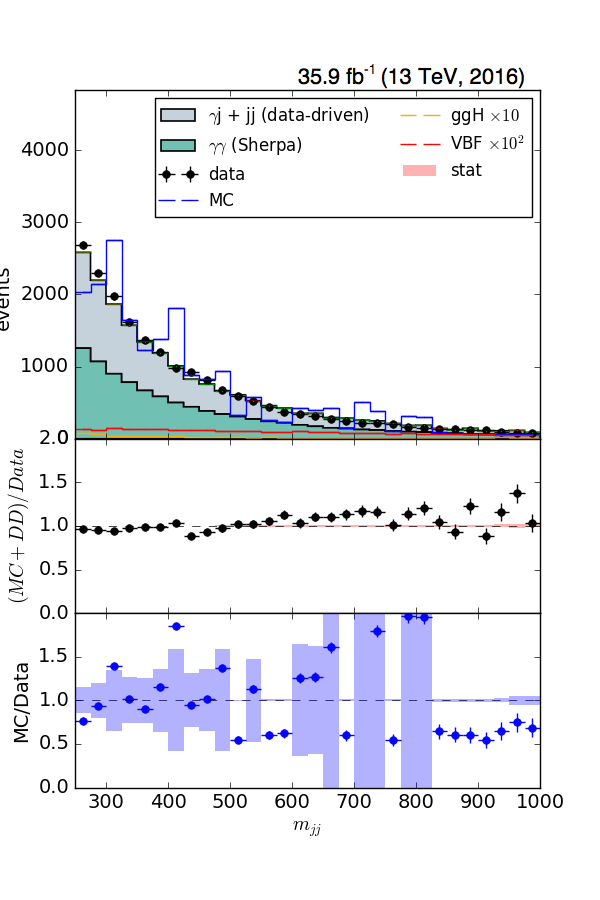 35.9 fb⁻¹ (13 TeV, 2016)
γj + jj (data-driven)
γγ (Sherpa)
data
MC
ggH ×10
VBF ×10²
stat
events
4000
3000
2000
1000
2.0
(MC + DD)/Data
1.5
1.0
0.5
0.0
MC/Data
1.5
1.0
0.5
0.0
300 400 500 600 700 800 900 1000
m_jj